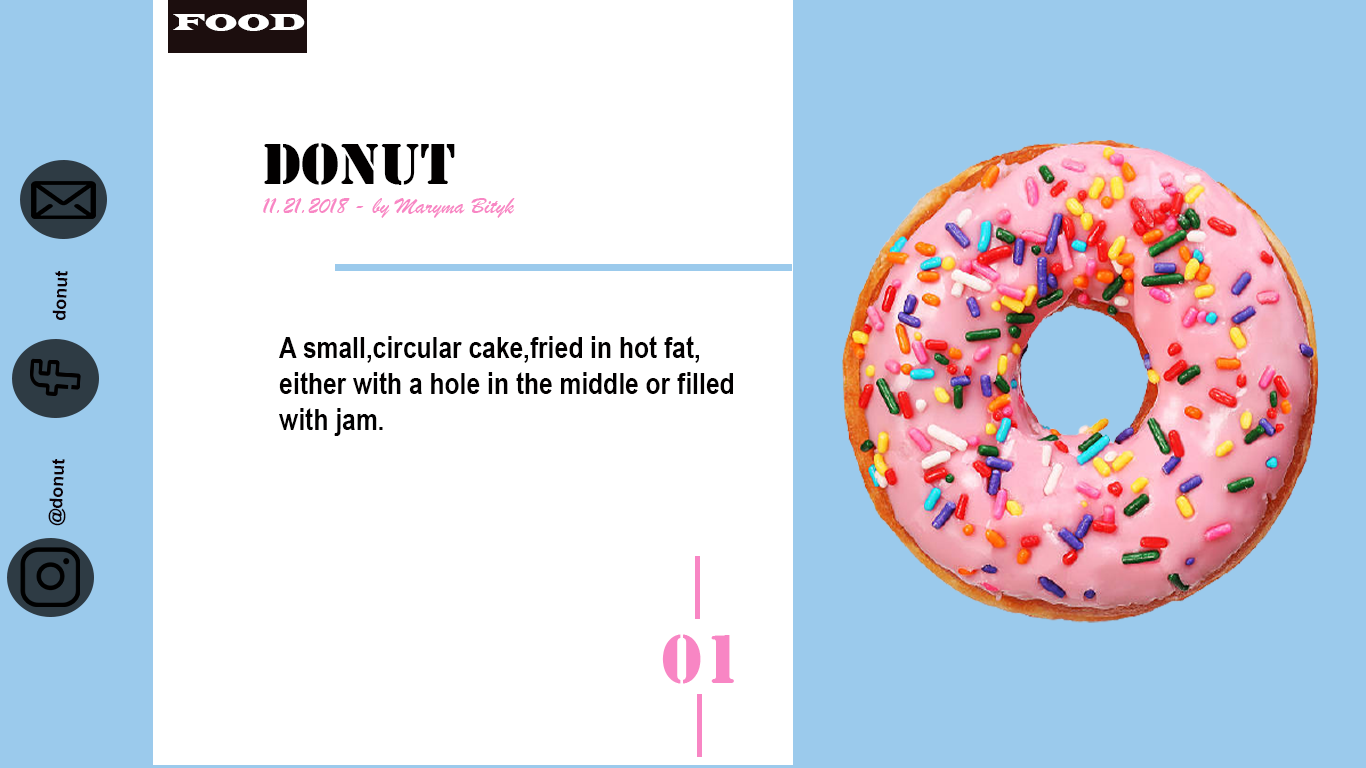 FOOD
DONUT
11.21.2018 - by Maryma Bityk
A small,circular cake,fried in hot fat,
either with a hole in the middle or filled
with jam.
donut
@donut
01